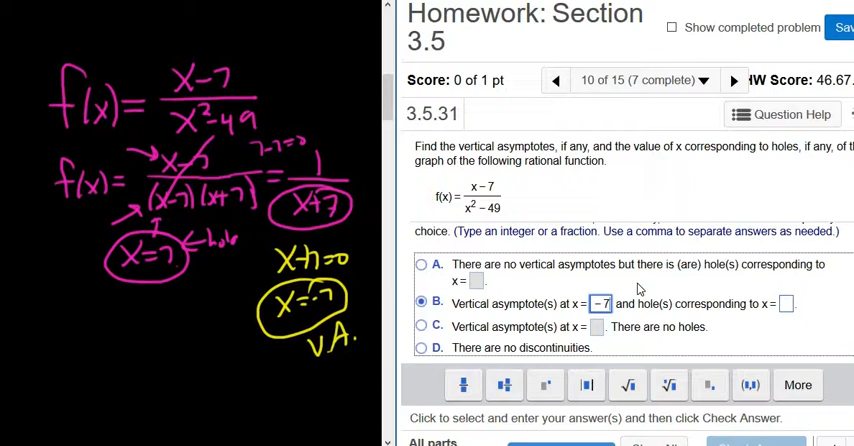 f(x) = x-7 / x²-49
f(x) = x-7 / (x-7)(x+7) = 1 / x+7
7-7=0
x=7 ← hole
x+7=0
x=-7
V.A.
Homework: Section 3.5
Show completed problem
Sav
Score: 0 of 1 pt
10 of 15 (7 complete)
HW Score: 46.67
3.5.31
Question Help
Find the vertical asymptotes, if any, and the value of x corresponding to holes, if any, of the
graph of the following rational function.
f(x) = x-7 / x² - 49
choice. (Type an integer or a fraction. Use a comma to separate answers as needed.)
A. There are no vertical asymptotes but there is (are) hole(s) corresponding to
x= .
B. Vertical asymptote(s) at x = -7 and hole(s) corresponding to x = .
C. Vertical asymptote(s) at x = . There are no holes.
D. There are no discontinuities.
More
Click to select and enter your answer(s) and then click Check Answer.
All parts